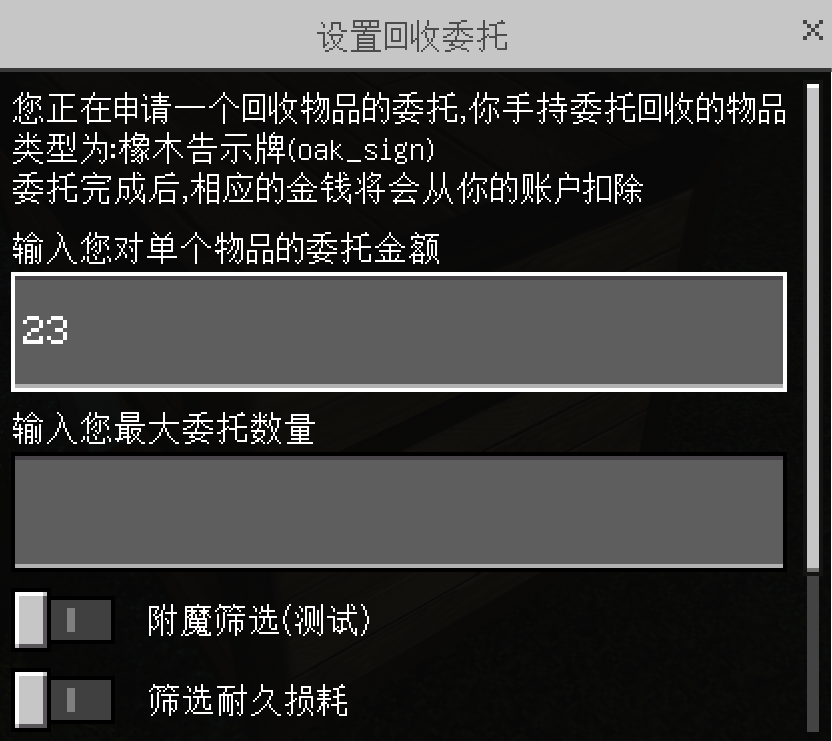 设置回收委托
您正在申请一个回收物品的委托,你手持委托回收的物品
类型为:橡木告示牌(oak_sign)
委托完成后,相应的金钱将会从你的账户扣除
输入您对单个物品的委托金额
23
输入您最大委托数量
附魔筛选(测试)
筛选耐久损耗